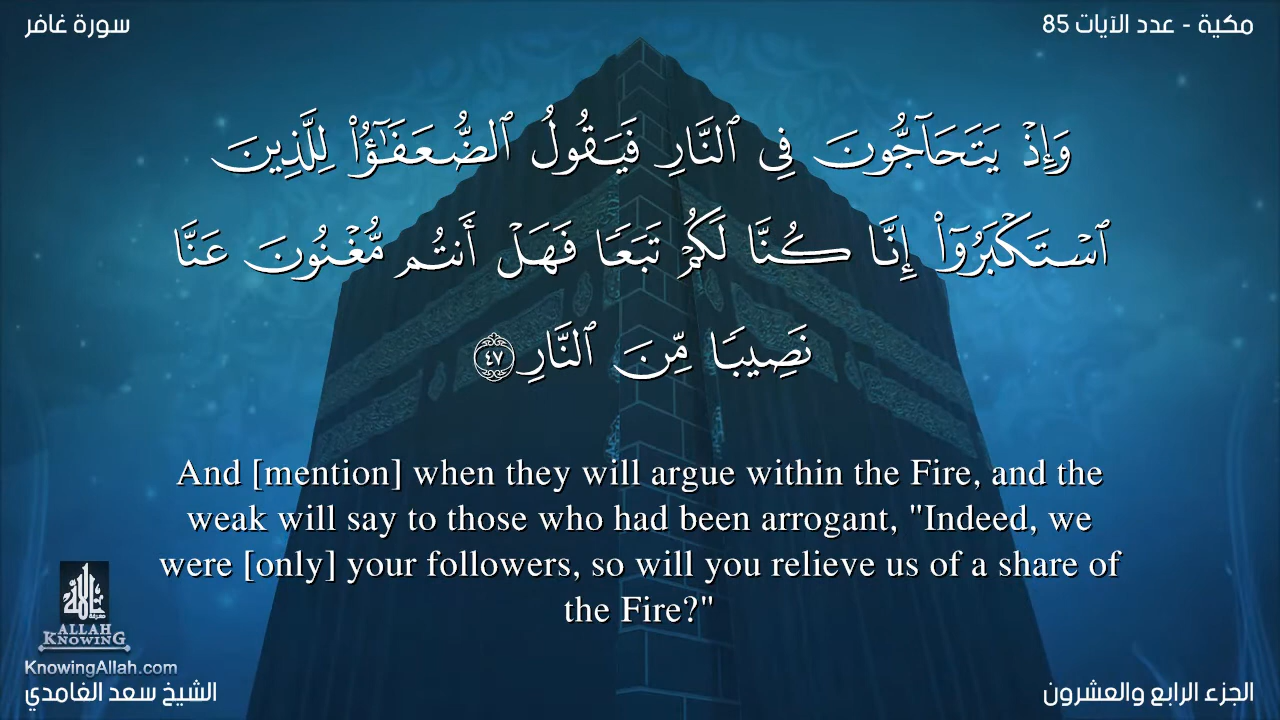 مكية - عدد الآيات 85
سورة غافر
وَإِذْ يَتَحَآجُّونَ فِى ٱلنَّارِ فَيَقُولُ ٱلضُّعَفَـٰٓؤُا۟ لِلَّذِينَ
ٱسْتَكْبَرُوٓا۟ إِنَّا كُنَّا لَكُمْ تَبَعًا فَهَلْ أَنتُم مُّغْنُونَ عَنَّا
نَصِيبًا مِّنَ ٱلنَّارِ ٤٧
And [mention] when they will argue within the Fire, and the
weak will say to those who had been arrogant, "Indeed, we
were [only] your followers, so will you relieve us of a share of
the Fire?"
ALLAH
KNOWING
KnowingAllah.com
الجزء الرابع والعشرون
الشيخ سعد الغامدي